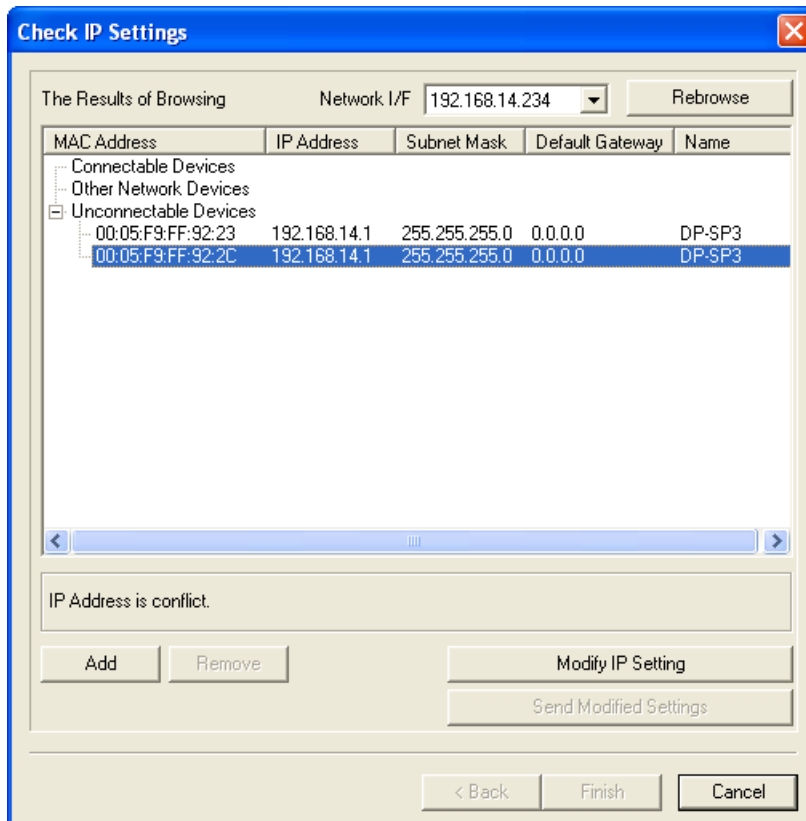 Check IP Settings
The Results of Browsing Network I/F 192.168.14.234 Rebrowse
MAC Address IP Address Subnet Mask Default Gateway Name
Connectable Devices
Other Network Devices
Unconnectable Devices
00:05:F9:FF:92:23 192.168.14.1 255.255.255.0 0.0.0.0 DP-SP3
00:05:F9:FF:92:2C 192.168.14.1 255.255.255.0 0.0.0.0 DP-SP3
IP Address is conflict.
Add Remove Modify IP Setting
Send Modified Settings
< Back Finish Cancel